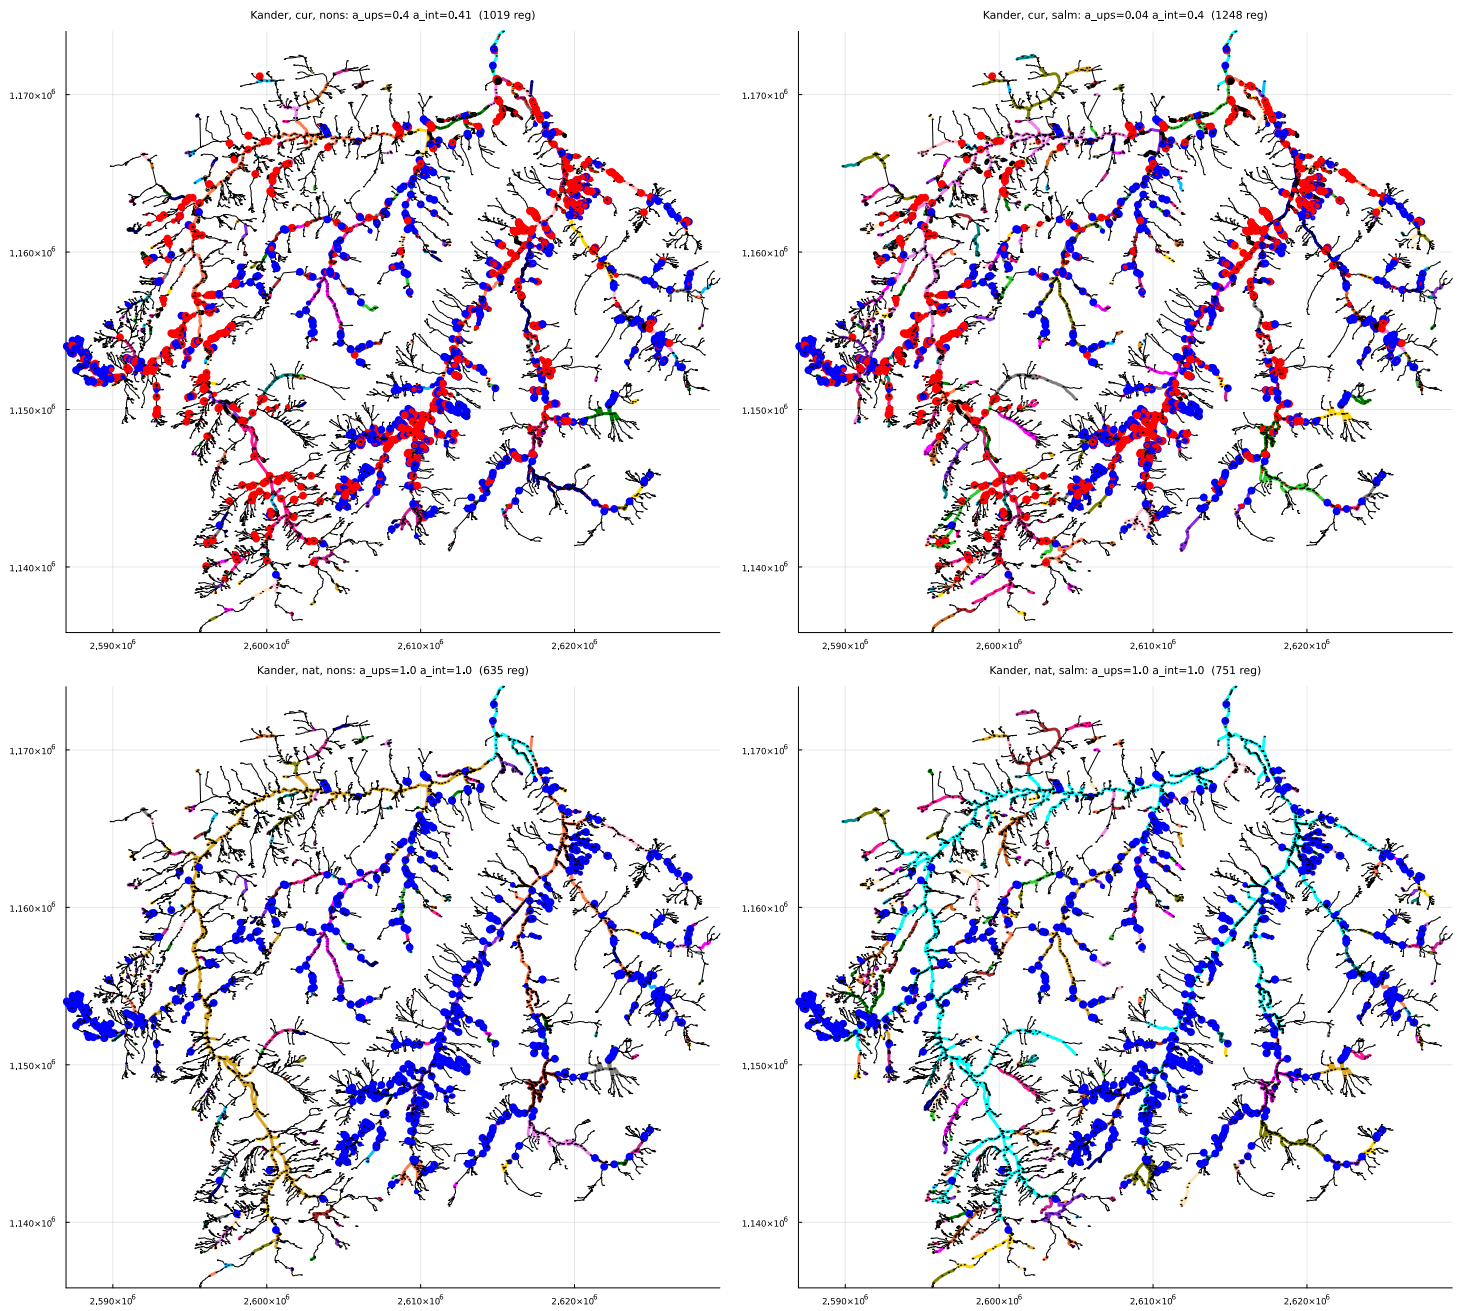 Kander, cur, nons: a_ups=0.4 a_int=0.41 (1019 reg)
Kander, cur, salm: a_ups=0.04 a_int=0.4 (1248 reg)
1,170×10⁶
1,160×10⁶
1,150×10⁶
1,140×10⁶
2,590×10⁶ 2,600×10⁶ 2,610×10⁶ 2,620×10⁶
1,170×10⁶
1,160×10⁶
1,150×10⁶
1,140×10⁶
2,590×10⁶ 2,600×10⁶ 2,610×10⁶ 2,620×10⁶
Kander, nat, nons: a_ups=1.0 a_int=1.0 (635 reg)
Kander, nat, salm: a_ups=1.0 a_int=1.0 (751 reg)
1,170×10⁶
1,160×10⁶
1,150×10⁶
1,140×10⁶
2,590×10⁶ 2,600×10⁶ 2,610×10⁶ 2,620×10⁶
1,170×10⁶
1,160×10⁶
1,150×10⁶
1,140×10⁶
2,590×10⁶ 2,600×10⁶ 2,610×10⁶ 2,620×10⁶